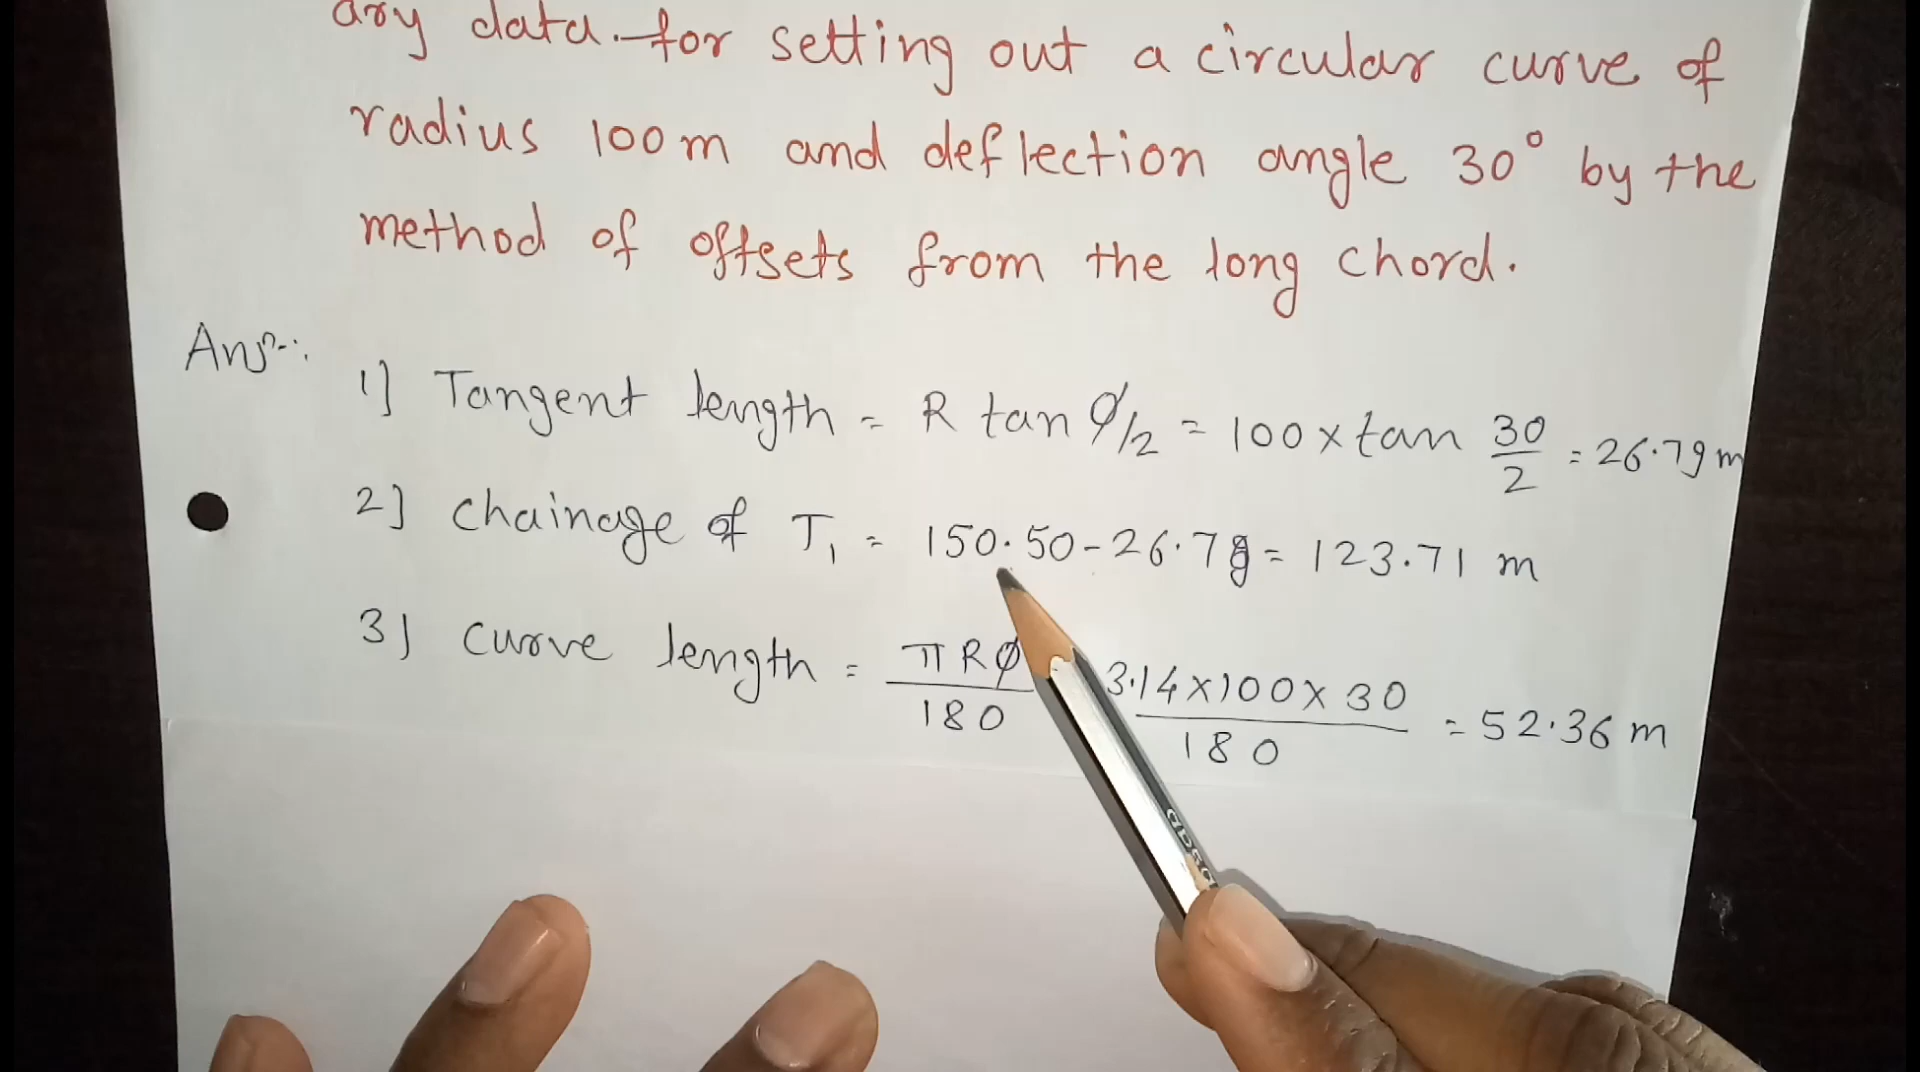 ary data for setting out a circular curve of
radius 100 m and deflection angle 30° by the
method of offsets from the long chord.
Ans:-
1] Tangent length = R tan φ/2 = 100 x tan 30/2 = 26.79 m
2] Chainage of T₁ = 150.50 - 26.79 = 123.71 m
3] curve length = πRφ/180 3.14 x 100 x 30/180 = 52.36 m